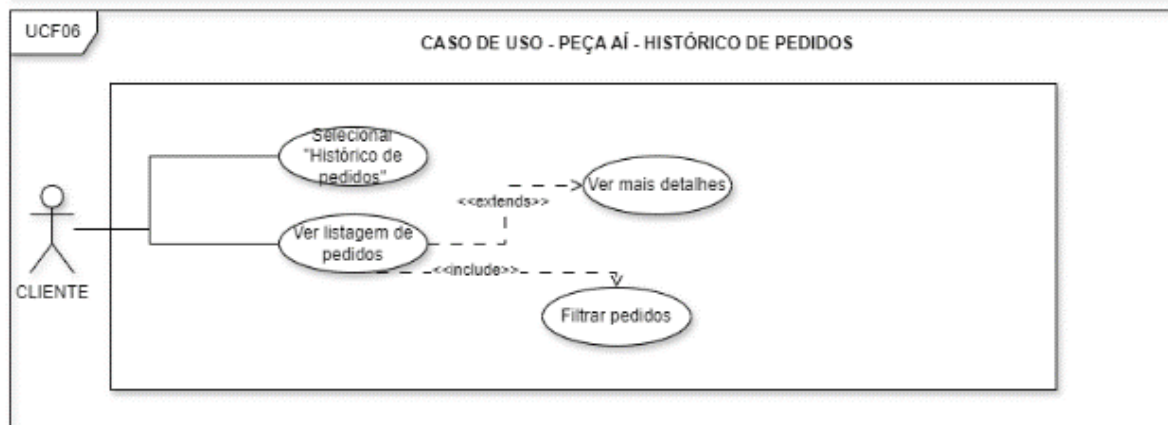 UCF06
CASO DE USO - PEÇA AÍ - HISTÓRICO DE PEDIDOS
Selecionar
"Histórico de
pedidos"
Ver mais detalhes
<<extends>>
Ver listagem de
pedidos
<<include>>
CLIENTE
Filtrar pedidos